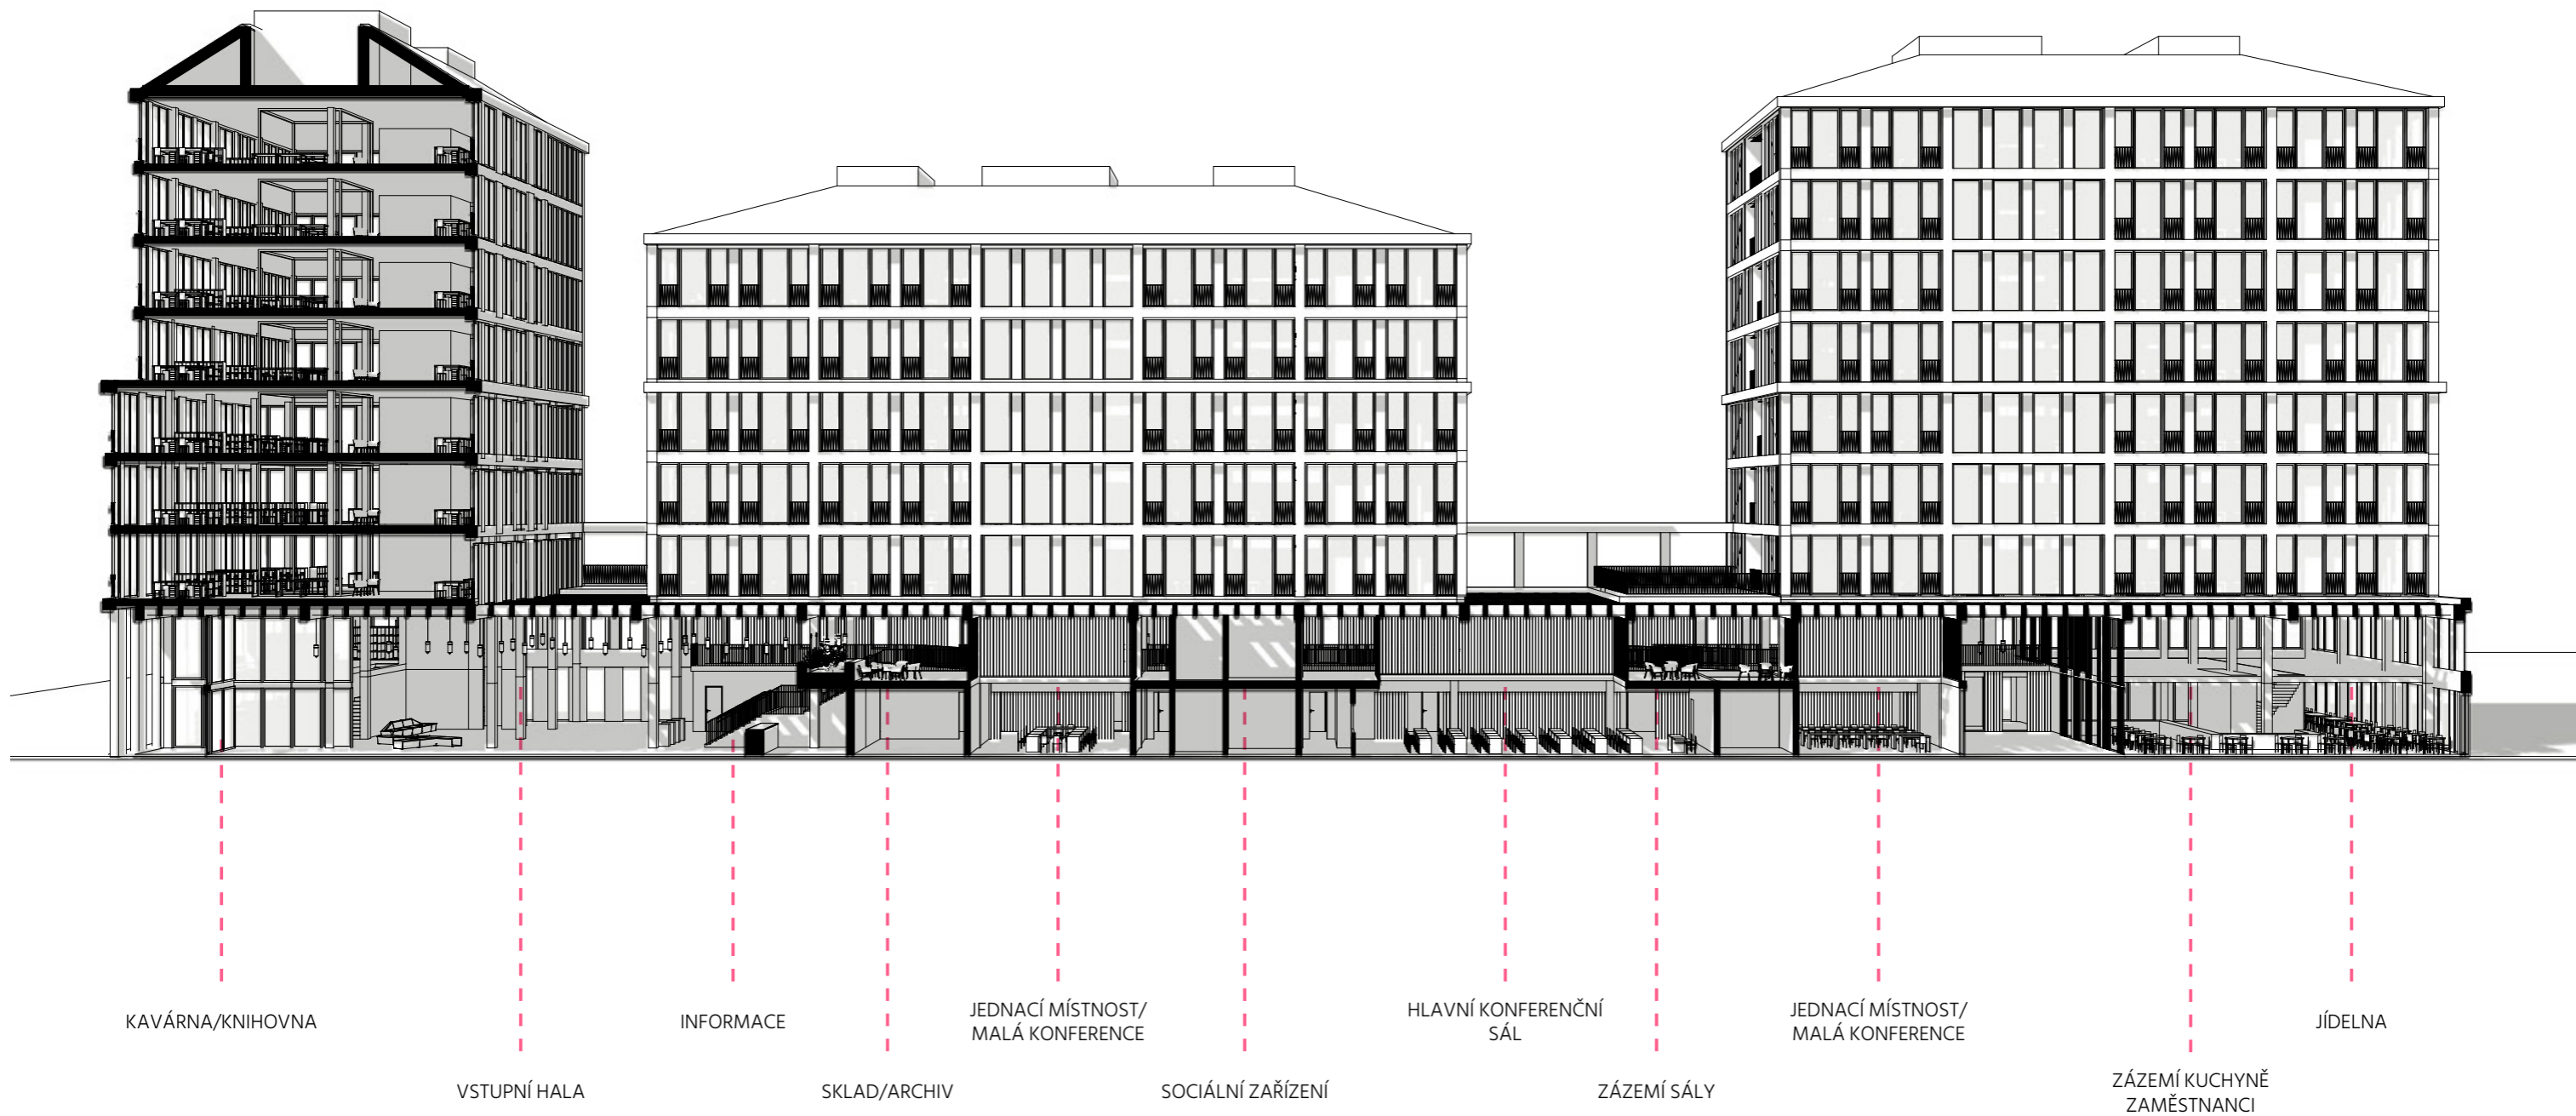 KAVÁRNA/KNIHOVNA
VSTUPNÍ HALA
INFORMACE
SKLAD/ARCHIV
JEDNACÍ MÍSTNOST/
MALÁ KONFERENCE
SOCIÁLNÍ ZAŘÍZENÍ
HLAVNÍ KONFERENČNÍ
SÁL
ZÁZEMÍ SÁLY
JEDNACÍ MÍSTNOST/
MALÁ KONFERENCE
ZÁZEMÍ KUCHYNĚ
ZAMĚSTNANCI
JÍDELNA